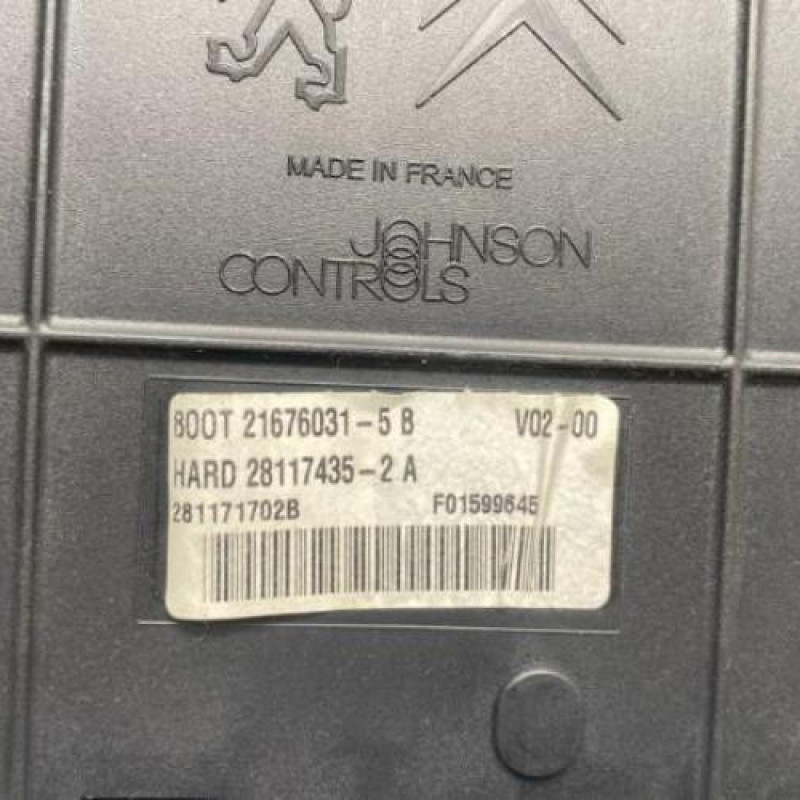 MADE IN FRANCE
JOHNSON
CONTROLS
BOOT 21676031-5 B V02-00
HARD 28117435-2 A
281171702B F01599645